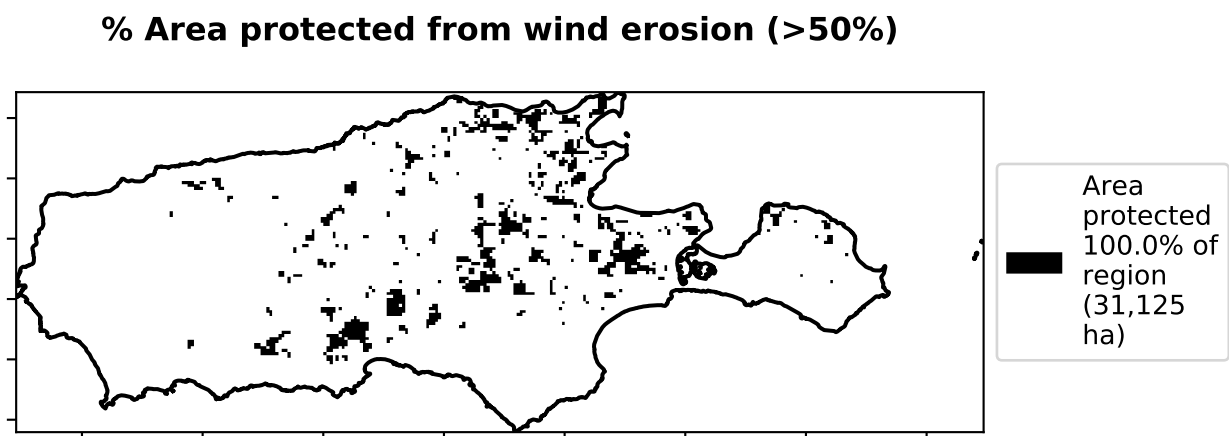 % Area protected from wind erosion (>50%)
Area
protected
100.0% of
region
(31,125
ha)